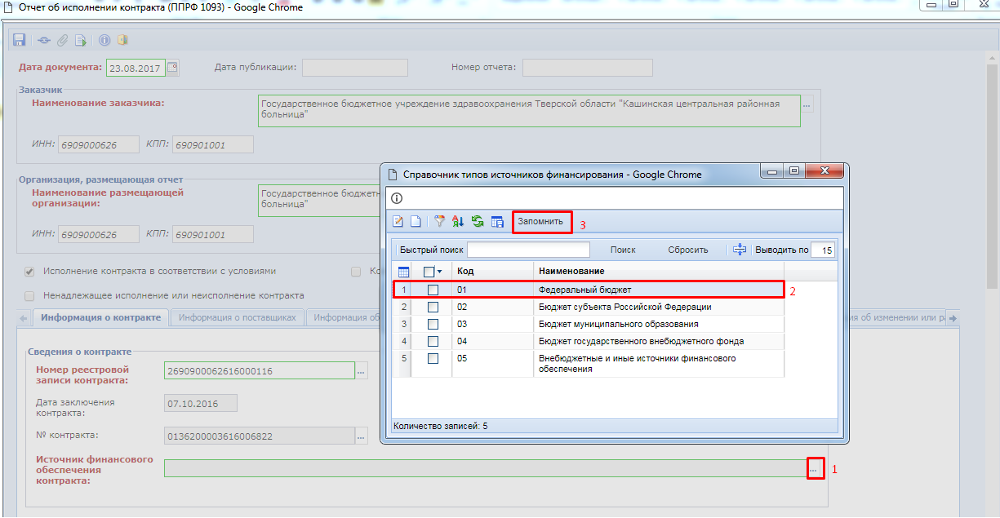 Отчет об исполнении контракта (ППРФ 1093) - Google Chrome
Дата документа: 23.08.2017 Дата публикации: Номер отчета:
Заказчик
Наименование заказчика: Государственное бюджетное учреждение здравоохранения Тверской области "Кашинская центральная районная
больница"
...
ИНН: 6909000626 КПП: 690901001
Организация, размещающая отчет
Наименование размещающей
организации:
Государственное бюджетн
больница"
ИНН: 6909000626 КПП: 690901001
Исполнение контракта в соответствии с условиями Ко
Ненадлежащее исполнение или неисполнение контракта
Информация о контракте Информация о поставщиках Информация об я об изменении или ра
Сведения о контракте
Номер реестровой
записи контракта:
2690900062616000116 ...
Дата заключения
контракта:
07.10.2016
№ контракта: 0136200003616006822 ...
Источник финансового
обеспечения
контракта:
... 1
Справочник типов источников финансирования - Google Chrome
Запомнить 3
Быстрый поиск Поиск Сбросить Выводить по 15
Код Наименование
1 01 Федеральный бюджет 2
2 02 Бюджет субъекта Российской Федерации
3 03 Бюджет муниципального образования
4 04 Бюджет государственного внебюджетного фонда
5 05 Внебюджетные и иные источники финансового
обеспечения
Количество записей: 5